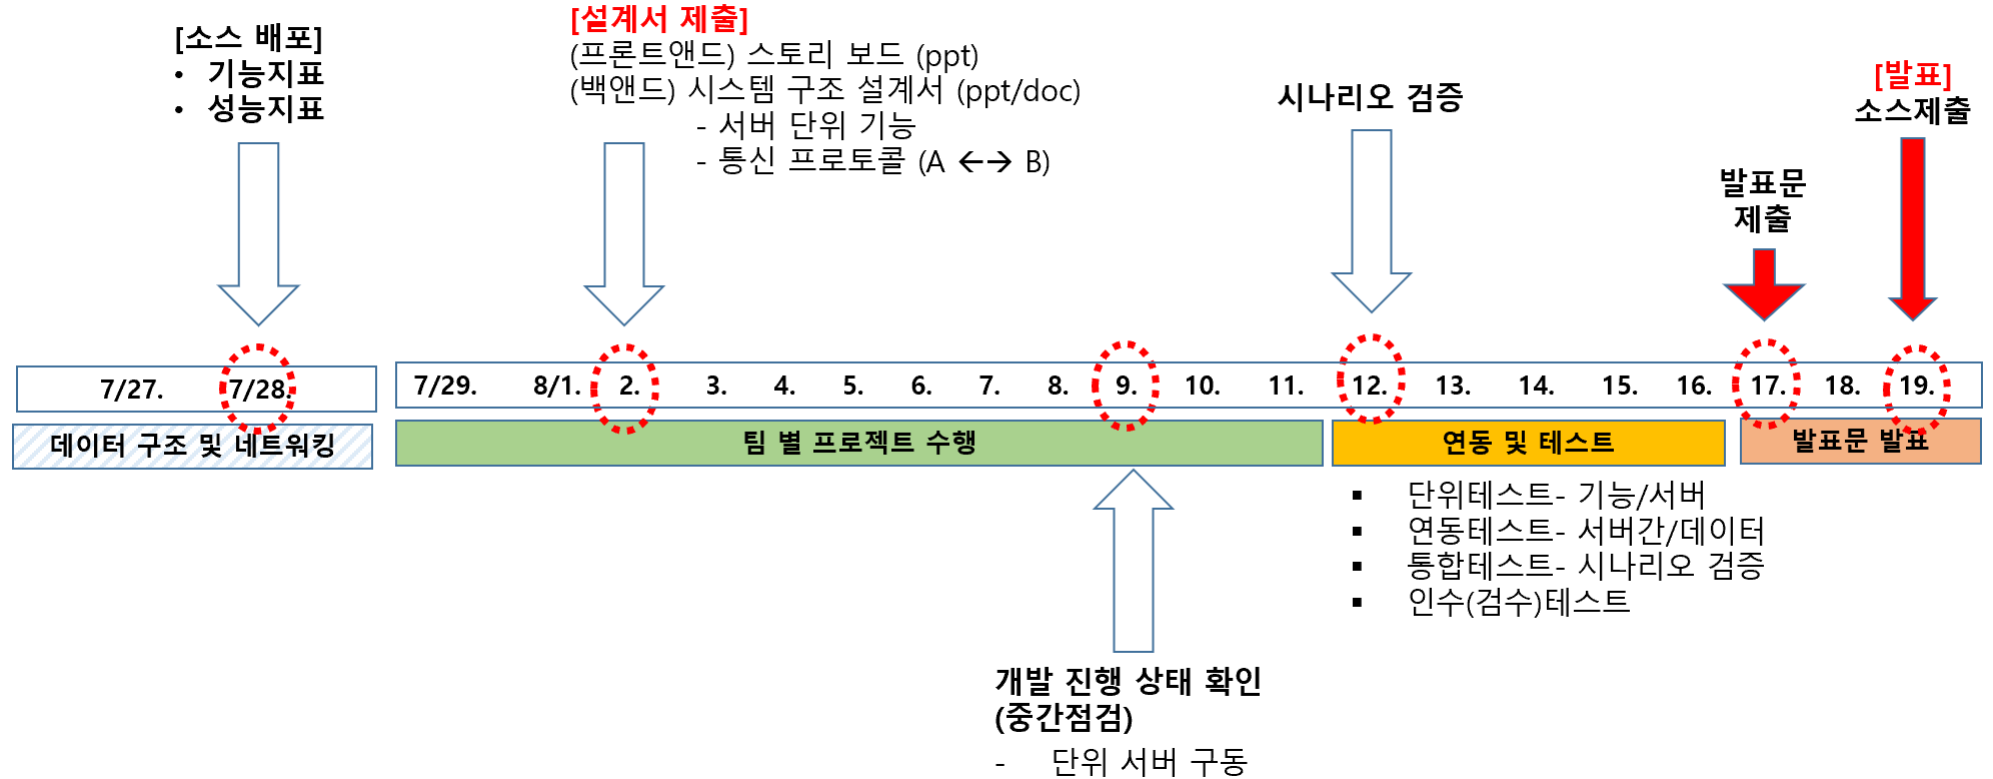 [소스 배포]
• 기능지표
• 성능지표
[설계서 제출]
(프론트앤드) 스토리 보드 (ppt)
(백앤드) 시스템 구조 설계서 (ppt/doc)
- 서버 단위 기능
- 통신 프로토콜 (A ←→ B)
시나리오 검증
[발표]
소스제출
발표문
제출
7/27. 7/28. 7/29. 8/1. 2. 3. 4. 5. 6. 7. 8. 9. 10. 11. 12. 13. 14. 15. 16. 17. 18. 19.
데이터 구조 및 네트워킹 팀 별 프로젝트 수행 연동 및 테스트 발표문 발표
▪ 단위테스트- 기능/서버
▪ 연동테스트- 서버간/데이터
▪ 통합테스트- 시나리오 검증
▪ 인수(검수)테스트
개발 진행 상태 확인
(중간점검)
- 단위 서버 구동